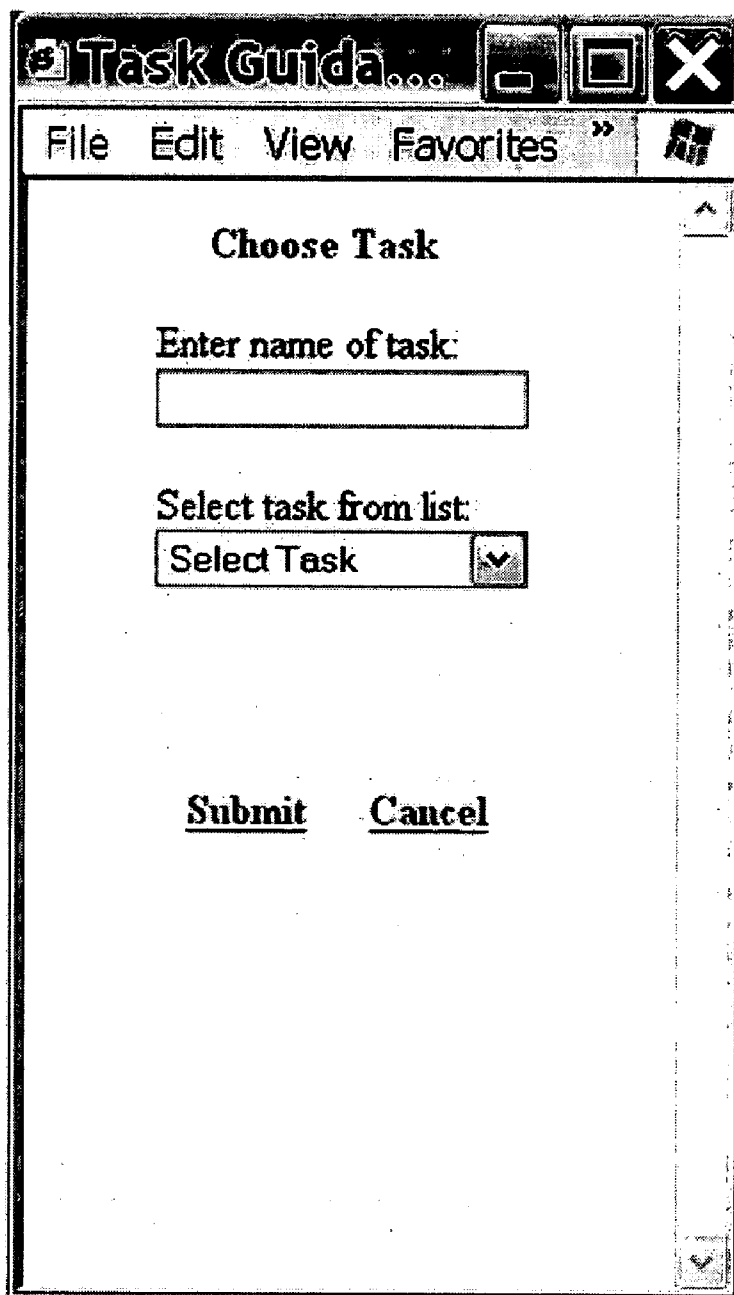 Task Guida...
File Edit View Favorites »
Choose Task
Enter name of task:
Select task from list:
Select Task
Submit Cancel